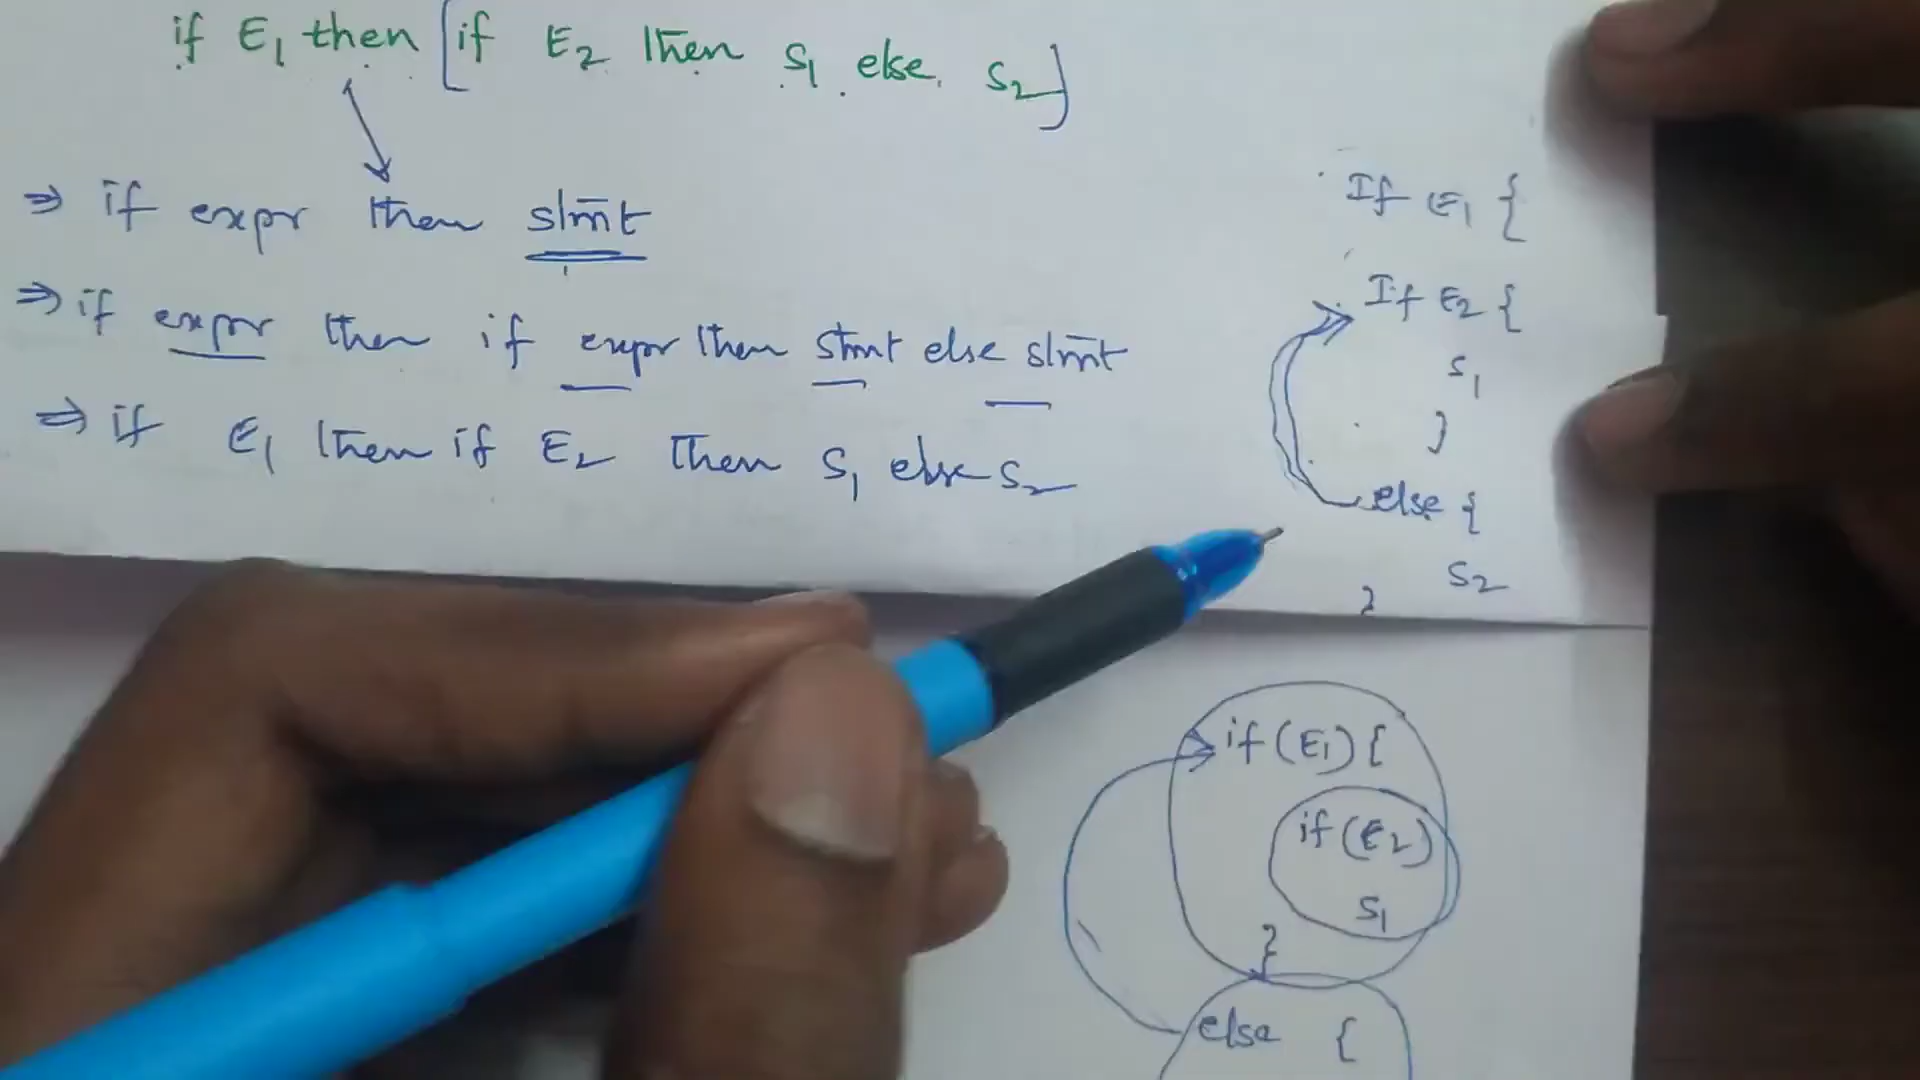 if E1 then [if E2 then S1 else S2]
⇒ if expr then stmt
⇒ if expr then if expr then stmt else stmt
⇒ if E1 then if E2 then S1 else S2
If E1 {
If E2 {
S1
}
else {
S2
}
if (E1) {
if (E2)
S1
}
else {